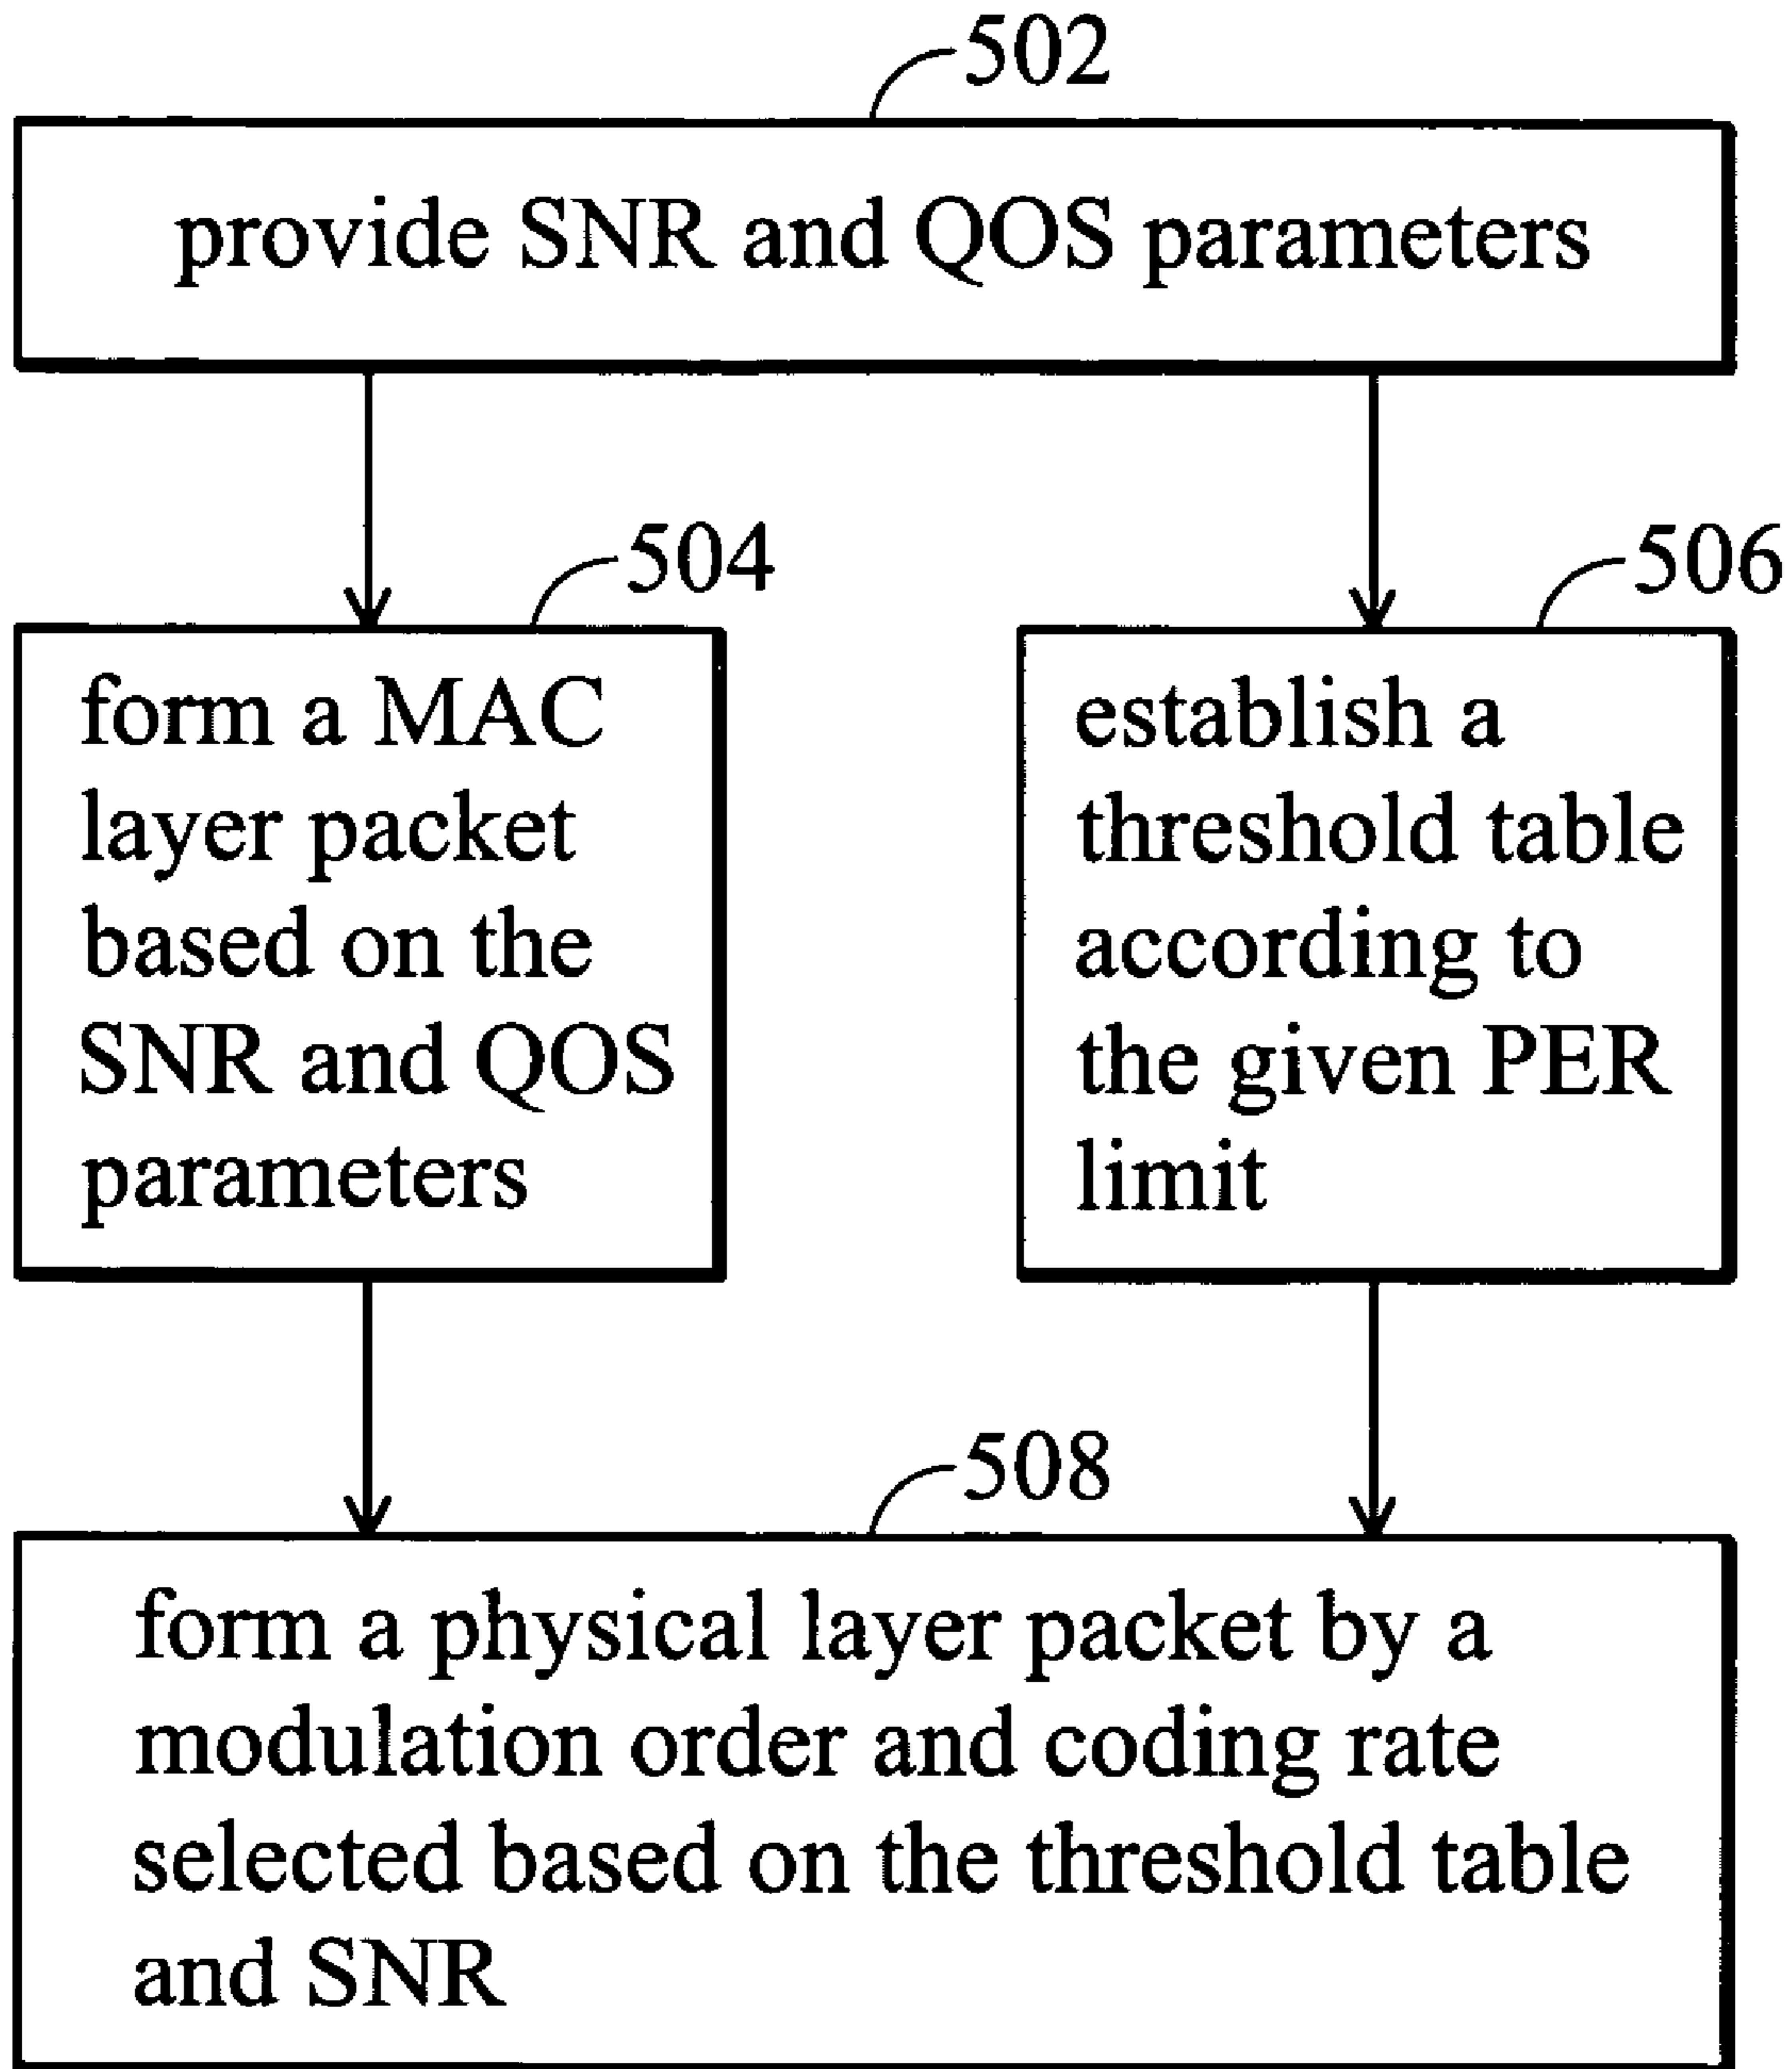 502
provide SNR and QOS parameters
504
form a MAC
layer packet
based on the
SNR and QOS
parameters
506
establish a
threshold table
according to
the given PER
limit
508
form a physical layer packet by a
modulation order and coding rate
selected based on the threshold table
and SNR